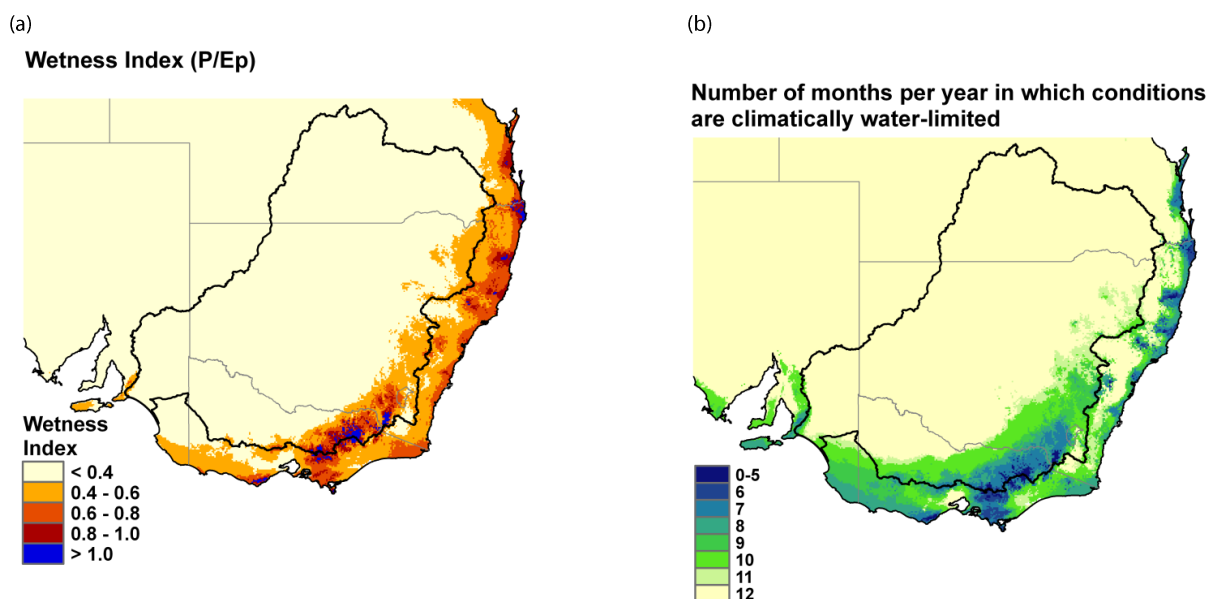 (a)
Wetness Index (P/Ep)
Wetness
Index
< 0.4
0.4 - 0.6
0.6 - 0.8
0.8 - 1.0
> 1.0
(b)
Number of months per year in which conditions
are climatically water-limited
0-5
6
7
8
9
10
11
12